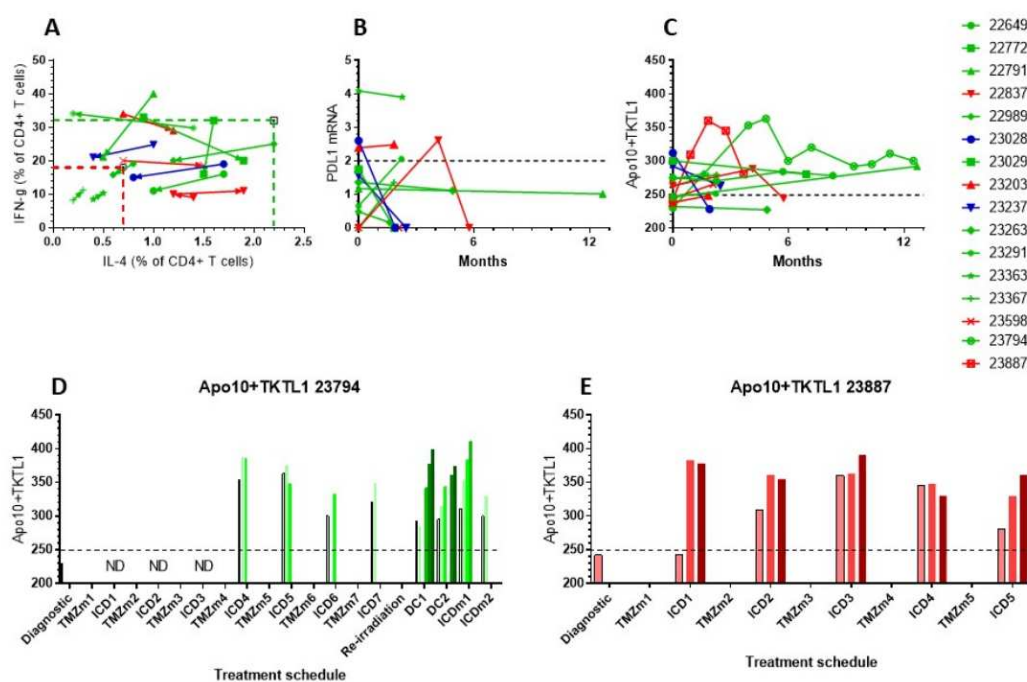 A B C
50
40
30
20
10
0
IFN-g (% of CD4+ T cells)
0.0 0.5 1.0 1.5 2.0 2.5
IL-4 (% of CD4+ T cells)
5
4
3
2
1
0
PDL1 mRNA
0 6 12
Months
450
400
350
300
250
200
Apo10+TKTL1
0 6 12
Months
22649
22772
22791
22837
22989
23028
23029
23203
23237
23263
23291
23363
23367
23598
23794
23887
D Apo10+TKTL1 23794
450
400
350
300
250
200
Apo10+TKTL1
ND ND ND
Diagnostic TMZm1 ICD1 TMZm2 ICD2 TMZm3 ICD3 TMZm4 ICD4 TMZm5 ICD5 TMZm6 ICD6 TMZm7 ICD7 Re-irradiation DC1 DC2 ICDm1 ICDm2
Treatment schedule
E Apo10+TKTL1 23887
450
400
350
300
250
200
Apo10+TKTL1
Diagnostic TMZm1 ICD1 TMZm2 ICD2 TMZm3 ICD3 TMZm4 ICD4 TMZm5 ICD5
Treatment schedule